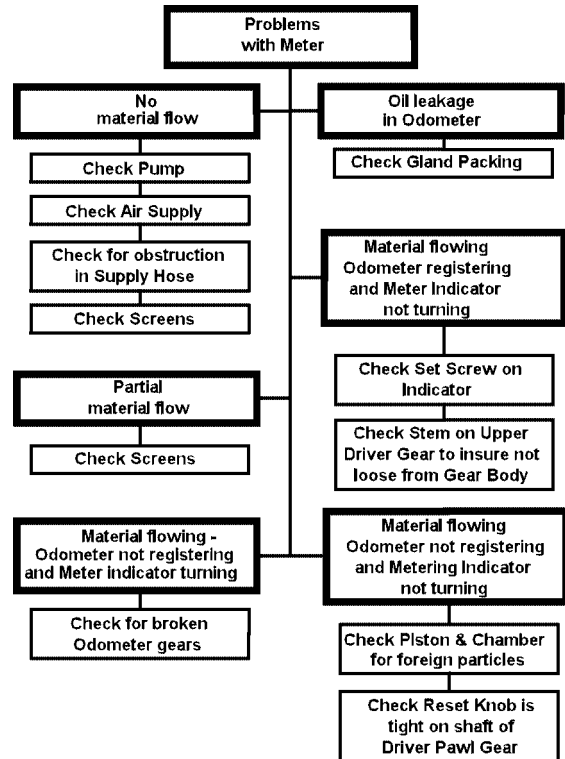 Problems
with Meter
No
material flow
Check Pump
Check Air Supply
Check for obstruction
in Supply Hose
Check Screens
Partial
material flow
Check Screens
Material flowing -
Odometer not registering
and Meter indicator turning
Check for broken
Odometer gears
Oil leakage
in Odometer
Check Gland Packing
Material flowing
Odometer registering
and Meter Indicator
not turning
Check Set Screw on
Indicator
Check Stem on Upper
Driver Gear to insure not
loose from Gear Body
Material flowing
Odometer not registering
and Metering Indicator
not turning
Check Piston & Chamber
for foreign particles
Check Reset Knob is
tight on shaft of
Driver Pawl Gear